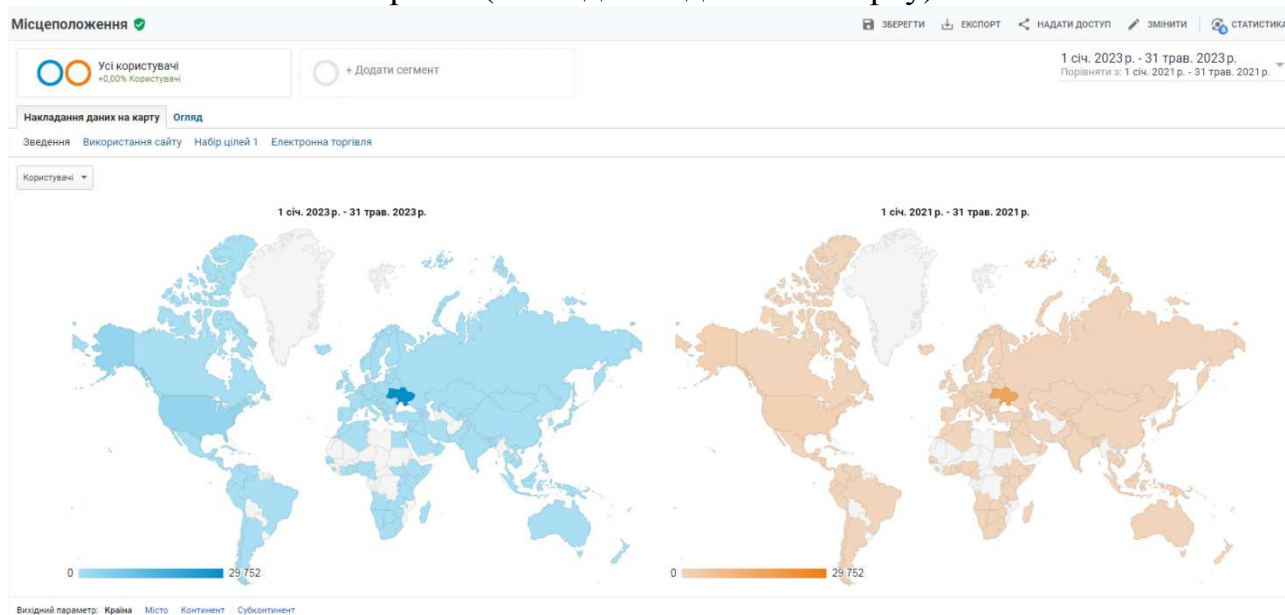 Місцеположення
ЗБЕРЕГТИ ЕКСПОРТ НАДАТИ ДОСТУП ЗМІНИТИ СТАТИСТИКА
Усі користувачі
+0,00% Користувачі
+ Додати сегмент
1 січ. 2023 р. - 31 трав. 2023 р.
Порівняти з: 1 січ. 2021 р. - 31 трав. 2021 р.
Накладання даних на карту Огляд
Зведення Використання сайту Набір цілей 1 Електронна торгівля
Користувачі
1 січ. 2023 р. - 31 трав. 2023 р. 1 січ. 2021 р. - 31 трав. 2021 р.
0 29 752 0 29 752
Вихідний параметр: Країна Місто Континент Субконтинент